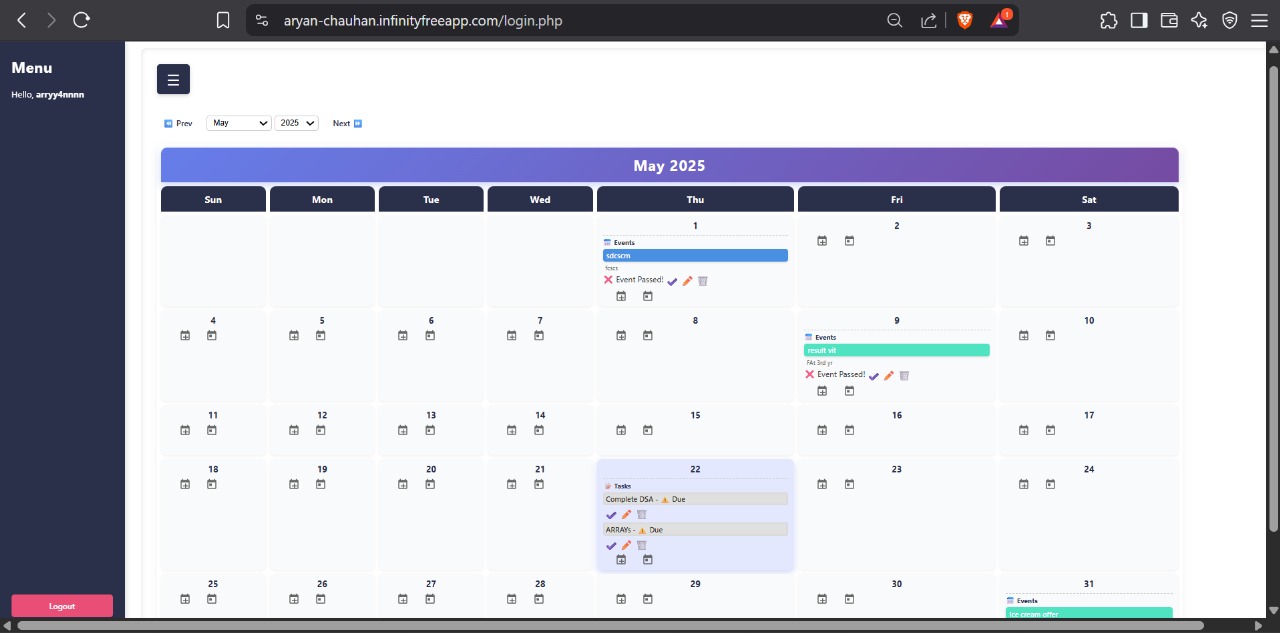 aryan-chauhan.infinityfreeapp.com/login.php
1
Menu
Hello, arryy4nnnn
☰
Prev May 2025 Next
May 2025
Sun Mon Tue Wed Thu Fri Sat
1 2 3
Events
sdcscm
Event Passed!
4 5 6 7 8 9 10
Events
result vit
FAt 3rd yr
Event Passed!
11 12 13 14 15 16 17
18 19 20 21 22 23 24
Tasks
Complete DSA - ⚠ Due
ARRAYs - ⚠ Due
25 26 27 28 29 30 31
Events
ice cream offer
Logout